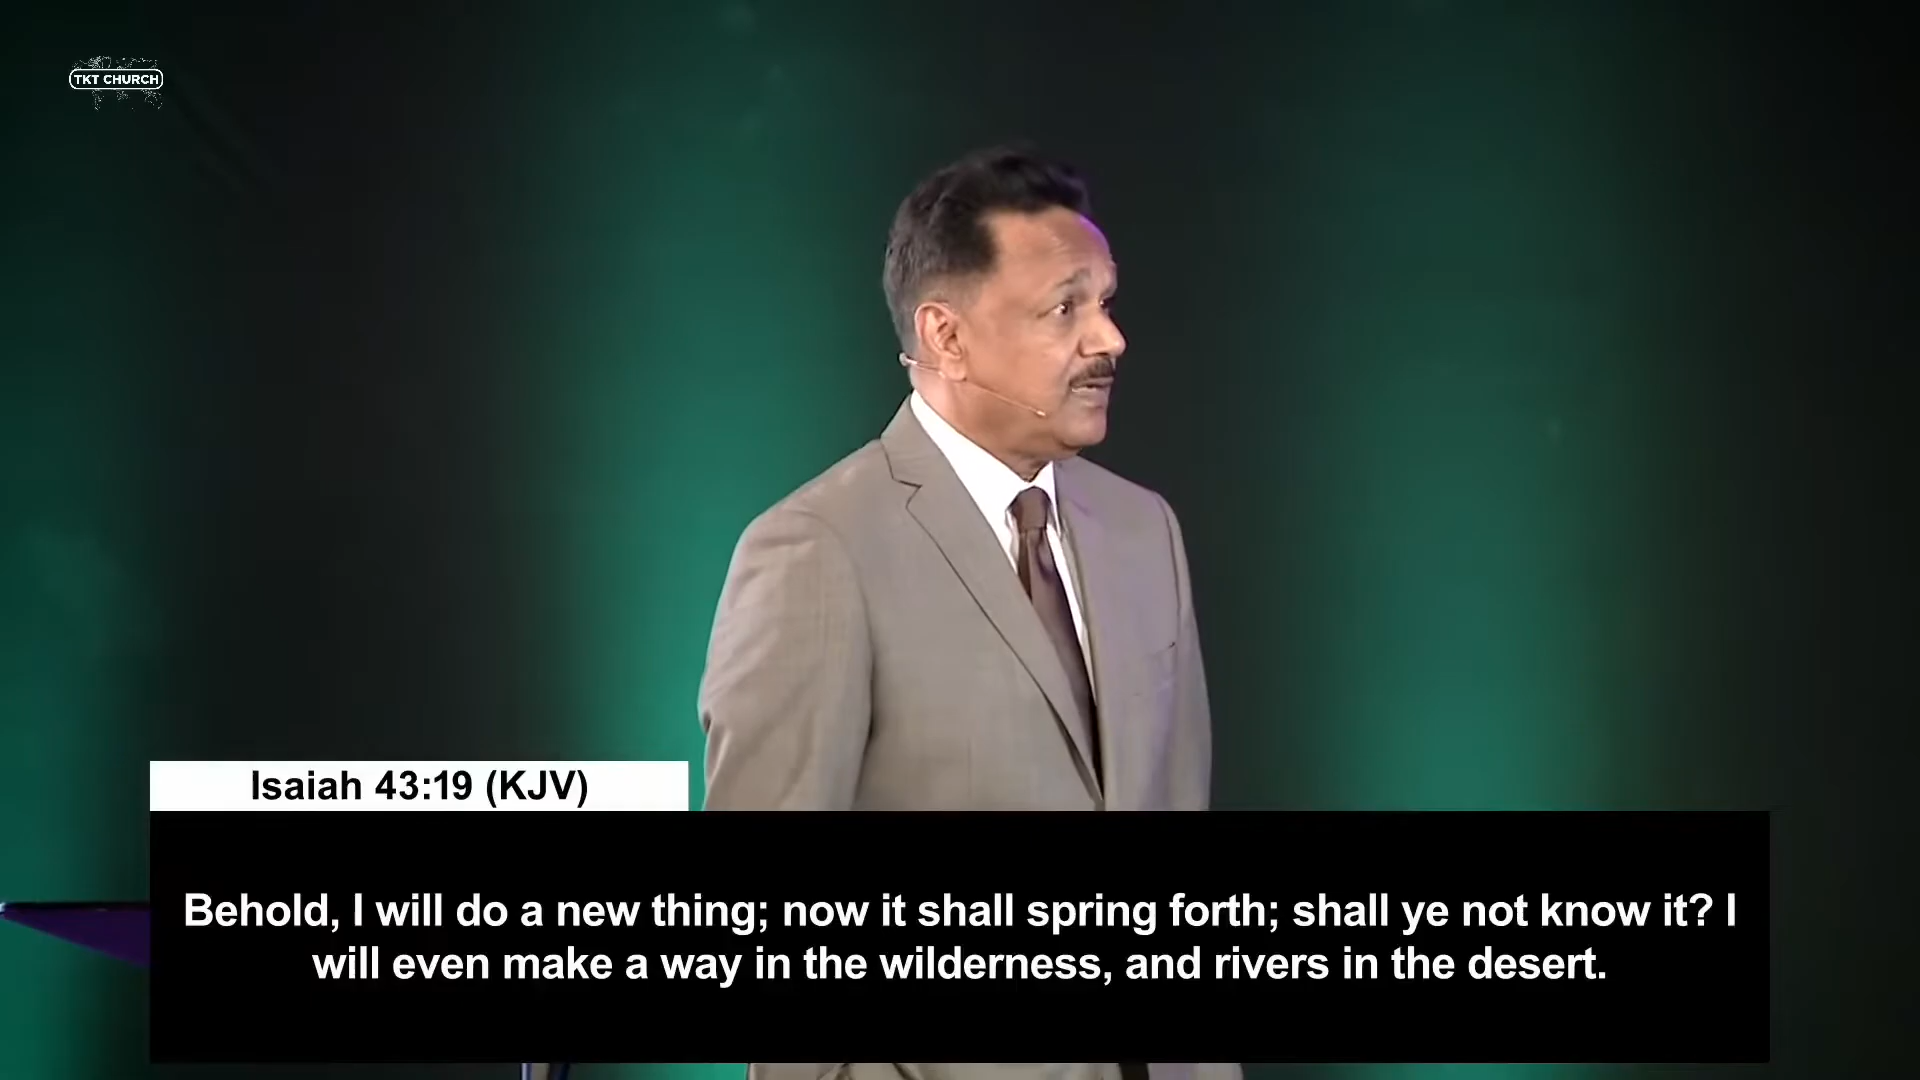 TKT CHURCH
Isaiah 43:19 (KJV)
Behold, I will do a new thing; now it shall spring forth; shall ye not know it? I
will even make a way in the wilderness, and rivers in the desert.